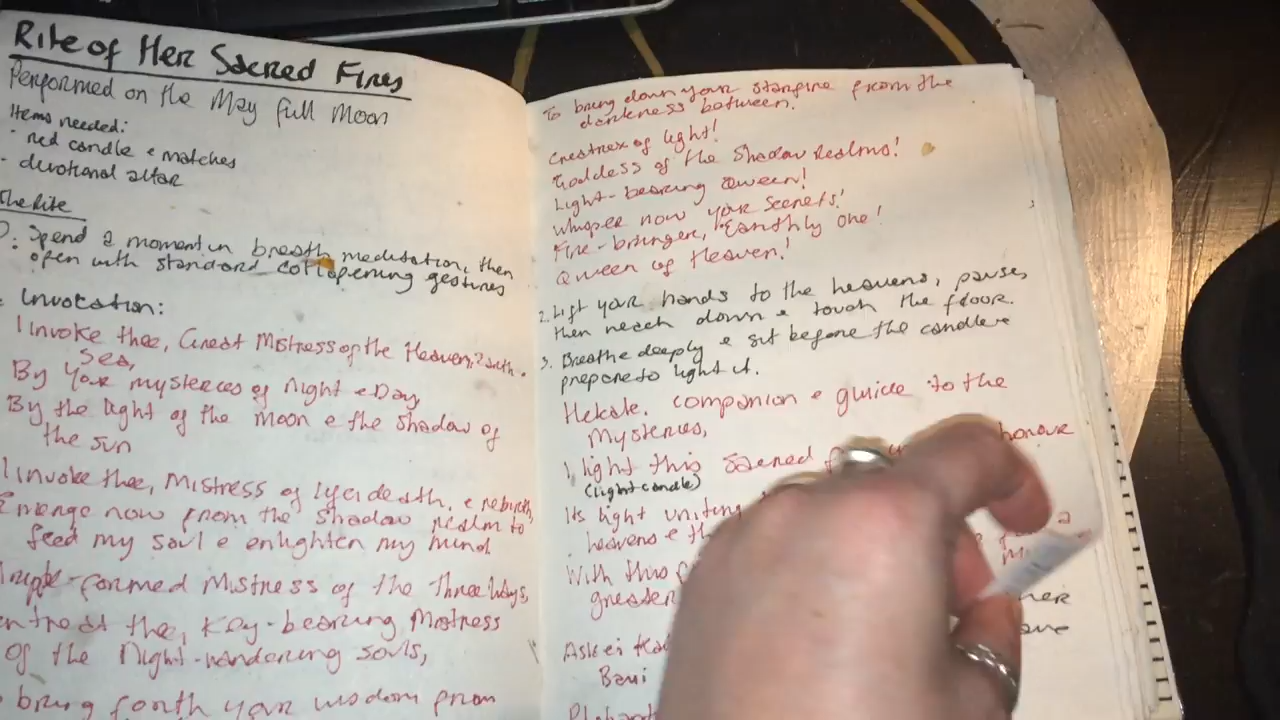 Rite of Her Sacred Fires
Performed on the May full Moon
Items needed:
· red candle & matches
· devotional altar
The Rite
Spend a moment in breath meditation, then
open with standard CoH opening gestures
Invocation:
I invoke thee, Great Mistress of the Heavens, Earth &
Sea,
By your mysteries of Night & Day
By the light of the Moon & the Shadow of
the sun
I invoke thee, Mistress of life, death, & rebirth,
Emerge now from the Shadow realm to
feed my soul & enlighten my mind
Triple-formed Mistress of the Three Ways,
entreat thee, Key-bearing Mistress
Of the Night-wandering souls,
bring forth your wisdom from
To bring down your starfire from the
darkness between.
Creatrex of light!
Goddess of the Shadow Realms!
Light-bearing Queen!
Whisper now your secrets!
Fire-bringer, Earthly one!
Queen of Heaven!
2. Lift your hands to the heavens, pause,
then reach down & touch the floor.
3. Breathe deeply & sit before the candle &
prepare to light it.
Hekate, companion & guide to the
Mysteries,
I light this sacred honour
(light candle)
Its light uniting a
heavens & th
With this
greater her
Askei Kat
Baui